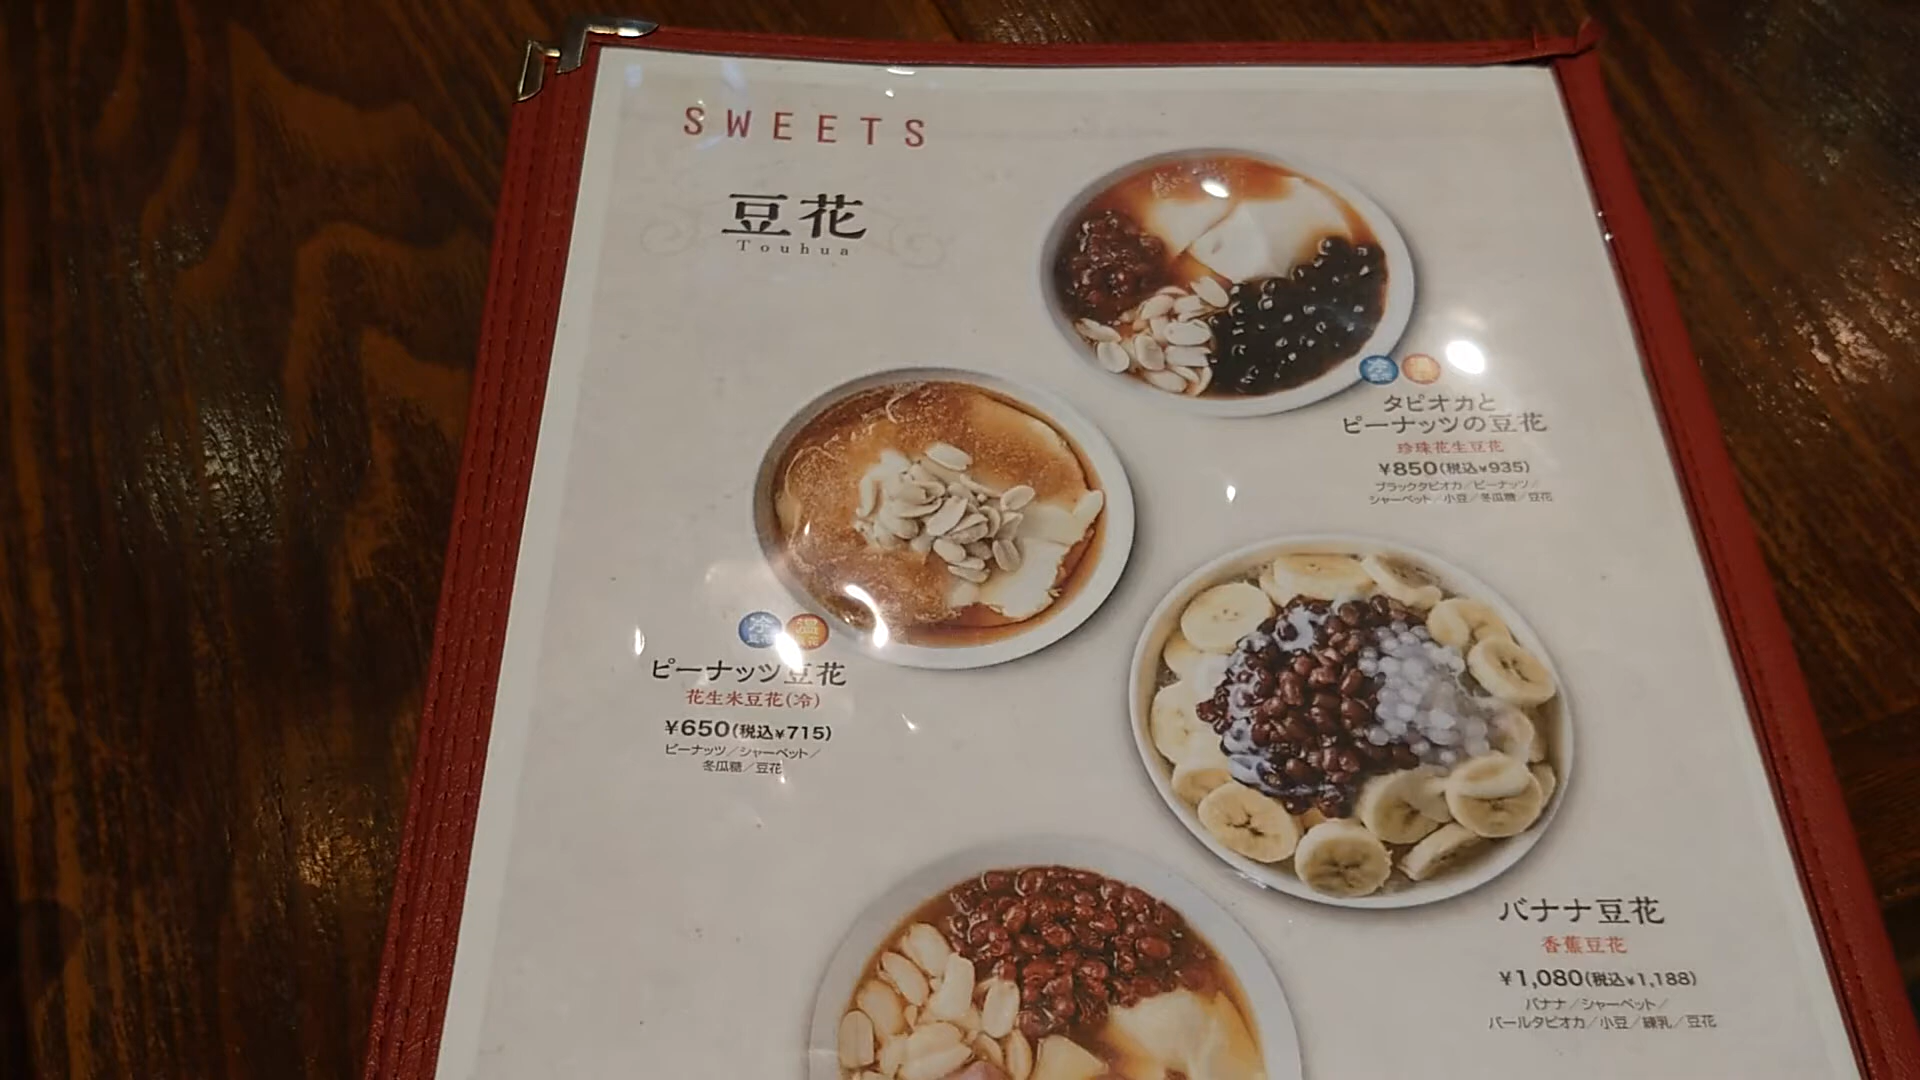 SWEETS
豆花
Touhua
冷
タピオカと
ピーナッツの豆花
珍珠花生豆花
¥850(税込¥935)
ブラックタピオカ/ピーナッツ/
シャーベット/小豆/冬瓜糖/豆花
冷 温
ピーナッツ豆花
花生米豆花(冷)
¥650(税込¥715)
ピーナッツ/シャーベット/
冬瓜糖/豆花
バナナ豆花
香蕉豆花
¥1,080(税込¥1,188)
バナナ/シャーベット/
パールタピオカ/小豆/練乳/豆花